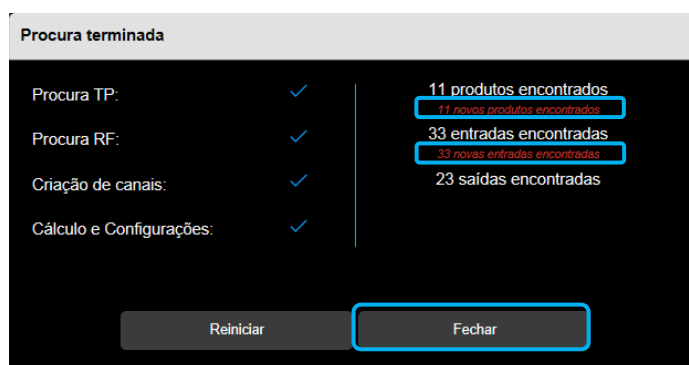 Procura terminada
Procura TP:
Procura RF:
Criação de canais:
Cálculo e Configurações:
11 produtos encontrados
11 novos produtos encontrados
33 entradas encontradas
33 novas entradas encontradas
23 saídas encontradas
Reiniciar
Fechar